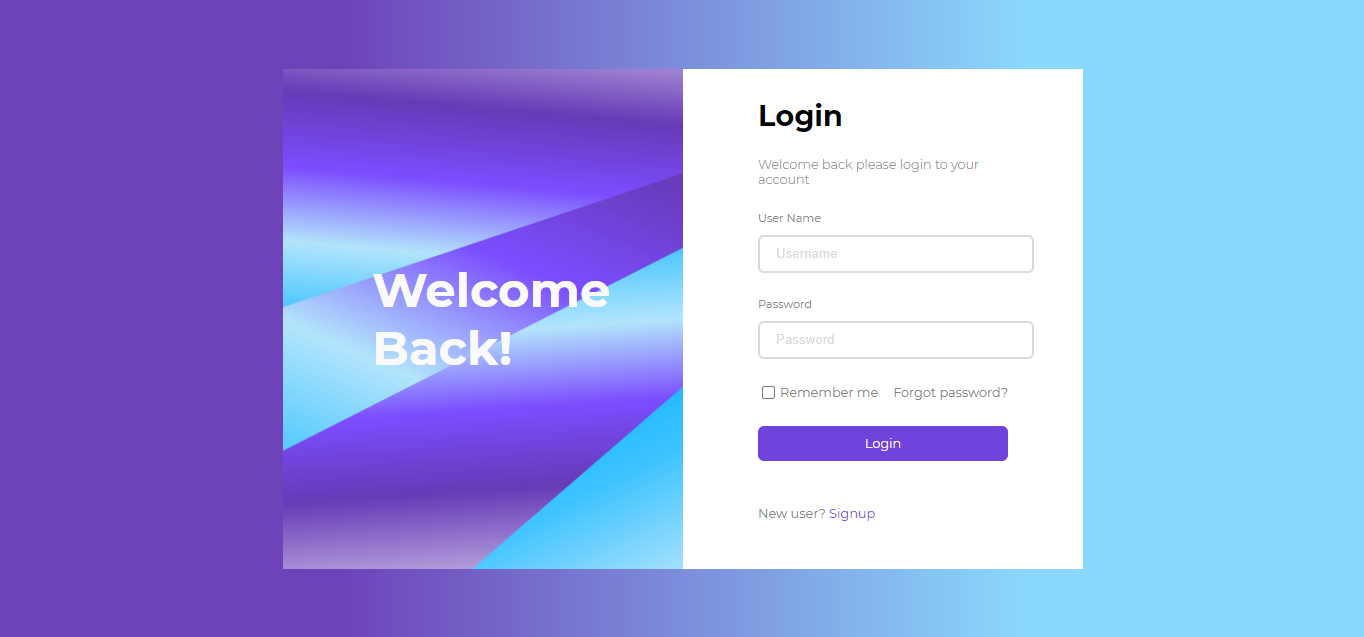 Welcome
Back!
Login
Welcome back please login to your
account
User Name
Username
Password
Password
Remember me Forgot password?
Login
New user? Signup